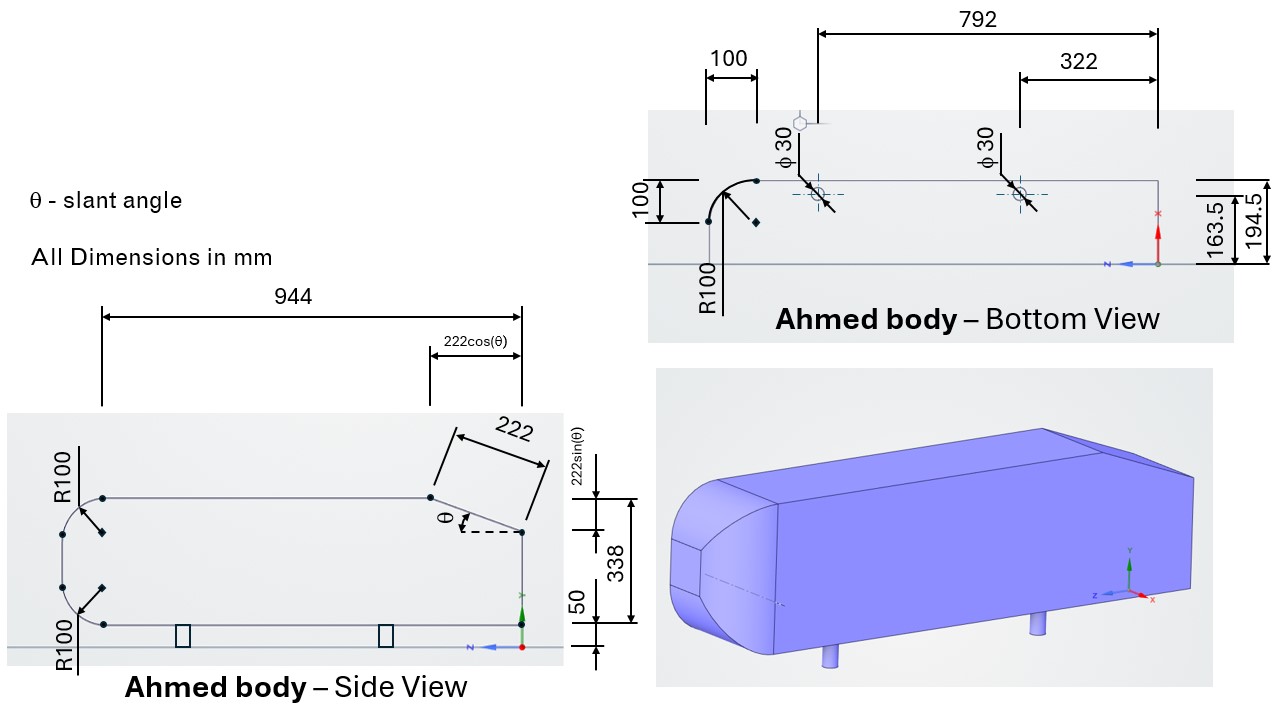 792
100
322
ϕ 30
ϕ 30
100
R100
163.5
194.5
X
Z
Ahmed body – Bottom View
θ - slant angle
All Dimensions in mm
944
222cos(θ)
222
222sin(θ)
R100
θ
338
50
R100
Y
Z
Ahmed body – Side View
Y
Z
X